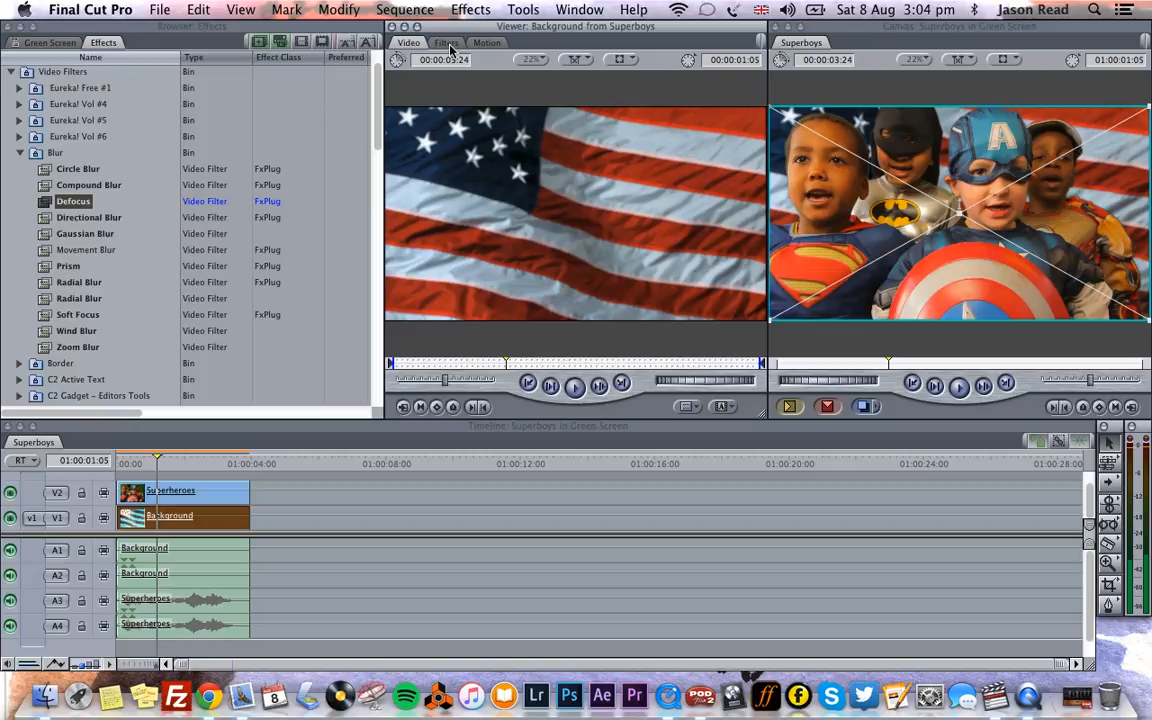 Final Cut Pro File Edit View Mark Modify Sequence Effects Tools Window Help Sat 8 Aug 3:04 pm Jason Read
Browser: Effects
Green Screen Effects
Name Type Effect Class Preferred
Video Filters Bin
Eureka! Free #1 Bin
Eureka! Vol #4 Bin
Eureka! Vol #5 Bin
Eureka! Vol #6 Bin
Blur Bin
Circle Blur Video Filter FxPlug
Compound Blur Video Filter FxPlug
Defocus Video Filter FxPlug
Directional Blur Video Filter FxPlug
Gaussian Blur Video Filter
Movement Blur Video Filter FxPlug
Prism Video Filter FxPlug
Radial Blur Video Filter FxPlug
Radial Blur Video Filter
Soft Focus Video Filter FxPlug
Wind Blur Video Filter
Zoom Blur Video Filter
Border Bin
C2 Active Text Bin
C2 Gadget – Editors Tools Bin
Viewer: Background from Superboys
Video Filters Motion
00:00:03:24 22% 00:00:01:05
Canvas: Superboys in Green Screen
Superboys
00:00:03:24 22% 01:00:01:05
A
Timeline: Superboys in Green Screen
Superboys
RT 01:00:01:05 :00:00 01:00:04:00 01:00:08:00 01:00:12:00 01:00:16:00 01:00:20:00 01:00:24:00 01:00:28:00
V2 Superheroes
v1 V1 Background
A1 Background
A2 Background
A3 Superheroes
A4 Superheroes
8 Lr Ps Ae Pr POD ff f S